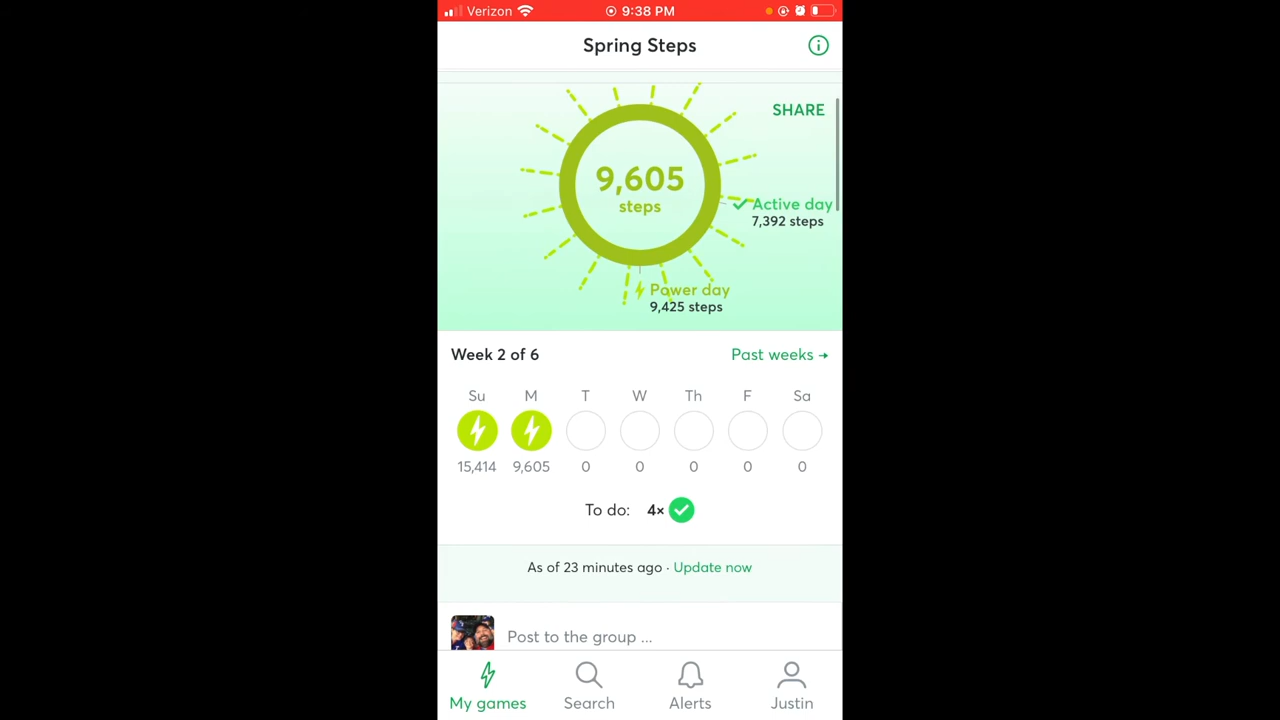 Verizon 9:38 PM
Spring Steps
SHARE
9,605
steps
Active day
7,392 steps
Power day
9,425 steps
Week 2 of 6 Past weeks →
Su M T W Th F Sa
15,414 9,605 0 0 0 0 0
To do: 4×
As of 23 minutes ago · Update now
Post to the group ...
My games Search Alerts Justin